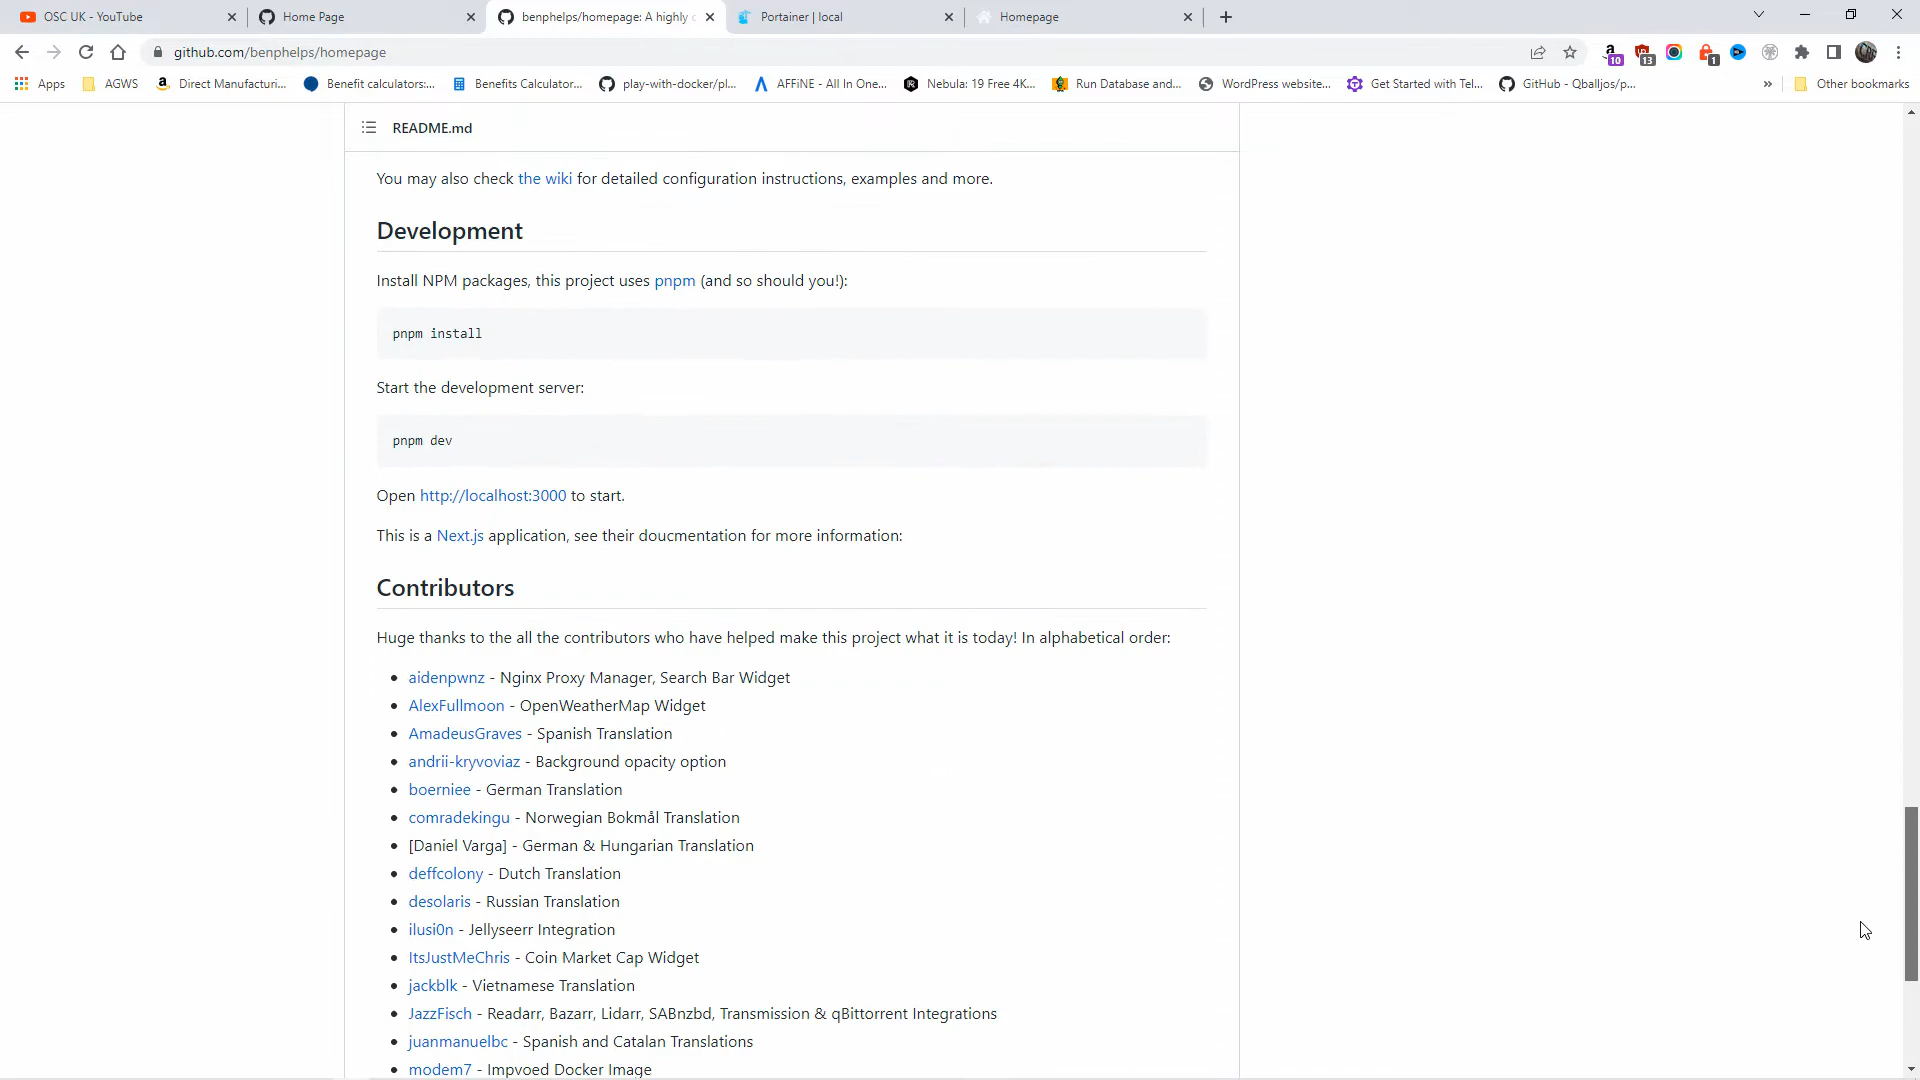 OSC UK - YouTube
Home Page
benphelps/homepage: A highly c
Portainer | local
Homepage
github.com/benphelps/homepage
10
13
1
Apps
AGWS
Direct Manufacturi...
Benefit calculators:...
Benefits Calculator...
play-with-docker/pl...
AFFiNE - All In One...
Nebula: 19 Free 4K...
Run Database and...
WordPress website...
Get Started with Tel...
GitHub - Qballjos/p...
»
Other bookmarks
README.md
You may also check the wiki for detailed configuration instructions, examples and more.
Development
Install NPM packages, this project uses pnpm (and so should you!):
pnpm install
Start the development server:
pnpm dev
Open http://localhost:3000 to start.
This is a Next.js application, see their doucmentation for more information:
Contributors
Huge thanks to the all the contributors who have helped make this project what it is today! In alphabetical order:
aidenpwnz - Nginx Proxy Manager, Search Bar Widget
AlexFullmoon - OpenWeatherMap Widget
AmadeusGraves - Spanish Translation
andrii-kryvoviaz - Background opacity option
boerniee - German Translation
comradekingu - Norwegian Bokmål Translation
[Daniel Varga] - German & Hungarian Translation
deffcolony - Dutch Translation
desolaris - Russian Translation
ilusi0n - Jellyseerr Integration
ItsJustMeChris - Coin Market Cap Widget
jackblk - Vietnamese Translation
JazzFisch - Readarr, Bazarr, Lidarr, SABnzbd, Transmission & qBittorrent Integrations
juanmanuelbc - Spanish and Catalan Translations
modem7 - Impvoed Docker Image